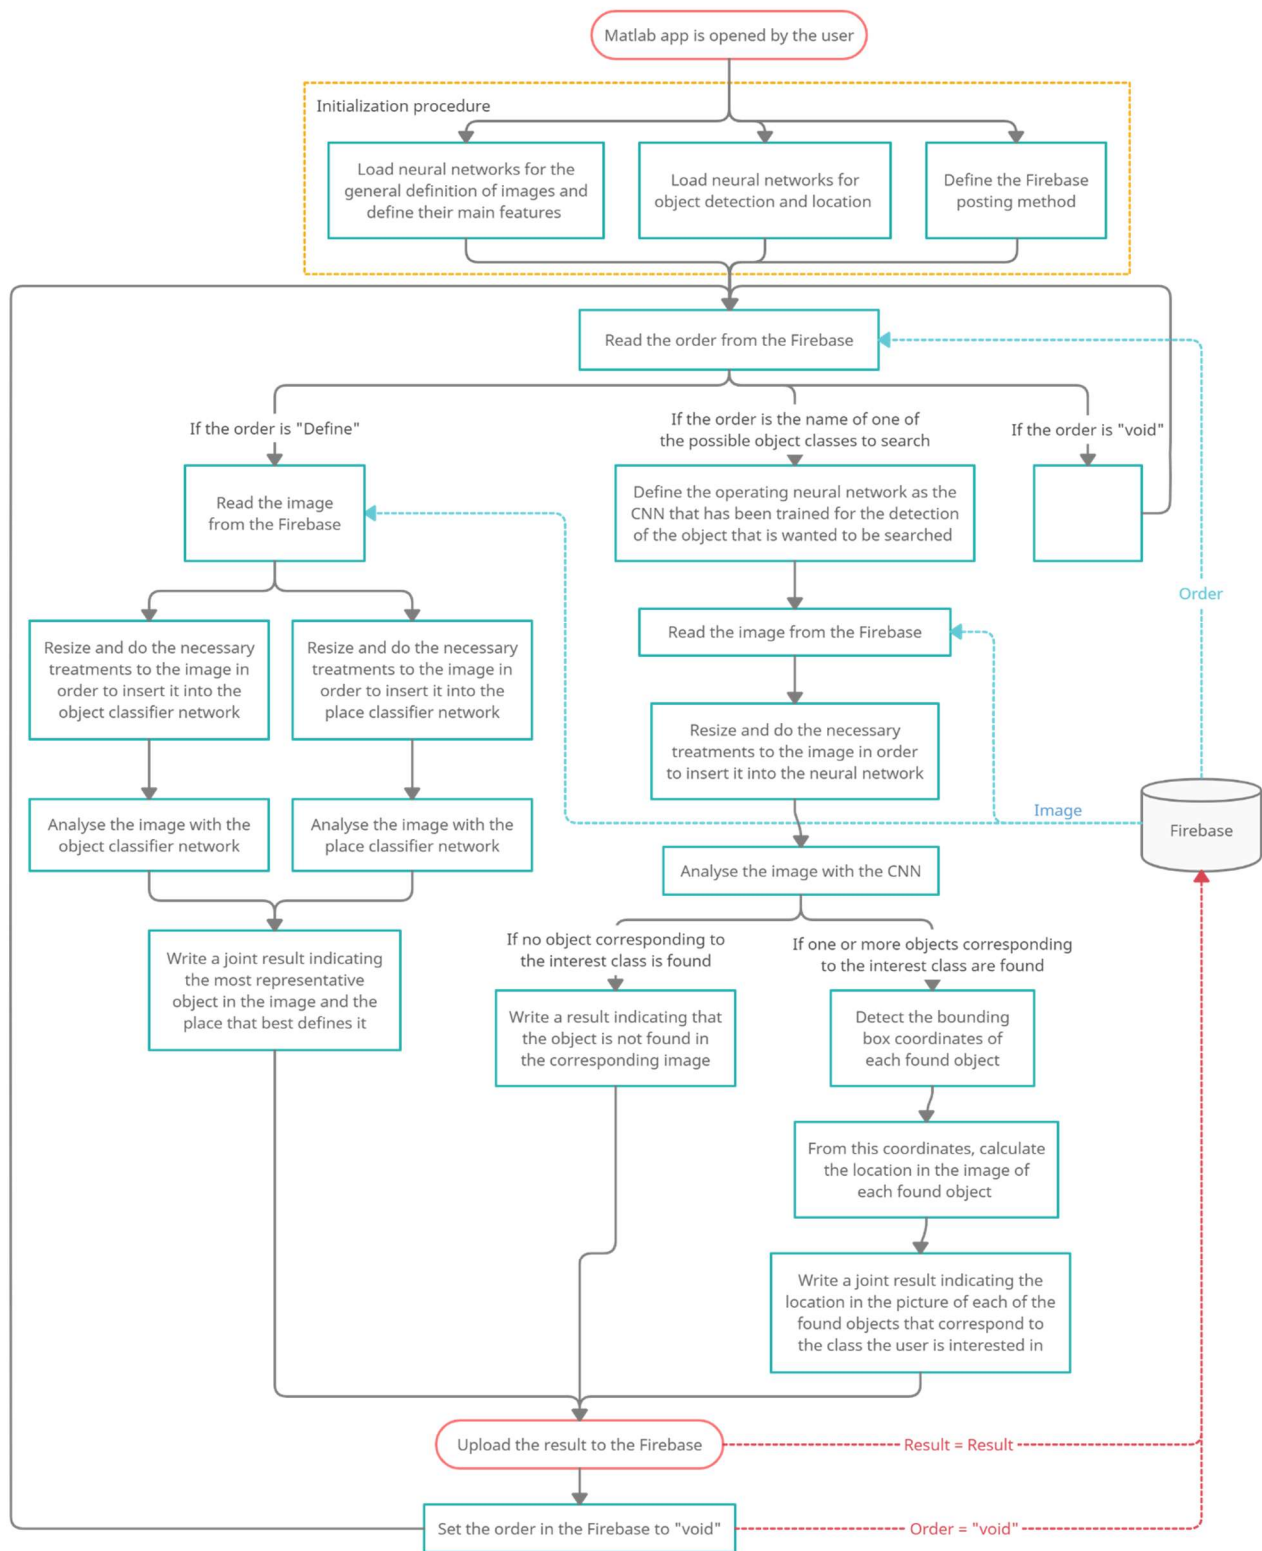 Matlab app is opened by the user
Initialization procedure
Load neural networks for the
general definition of images and
define their main features
Load neural networks for
object detection and location
Define the Firebase
posting method
Read the order from the Firebase
If the order is "Define"
If the order is the name of one of
the possible object classes to search
If the order is "void"
Read the image
from the Firebase
Define the operating neural network as the
CNN that has been trained for the detection
of the object that is wanted to be searched
Order
Read the image from the Firebase
Resize and do the necessary
treatments to the image in
order to insert it into the
object classifier network
Resize and do the necessary
treatments to the image in
order to insert it into the
place classifier network
Resize and do the necessary
treatments to the image in order
to insert it into the neural network
Image
Firebase
Analyse the image with the
object classifier network
Analyse the image with the
place classifier network
Analyse the image with the CNN
If no object corresponding to
the interest class is found
If one or more objects corresponding
to the interest class are found
Write a joint result indicating
the most representative
object in the image and the
place that best defines it
Write a result indicating that
the object is not found in
the corresponding image
Detect the bounding
box coordinates of
each found object
From this coordinates, calculate
the location in the image of
each found object
Write a joint result indicating the
location in the picture of each of the
found objects that correspond to
the class the user is interested in
Upload the result to the Firebase
Result = Result
Set the order in the Firebase to "void"
Order = "void"